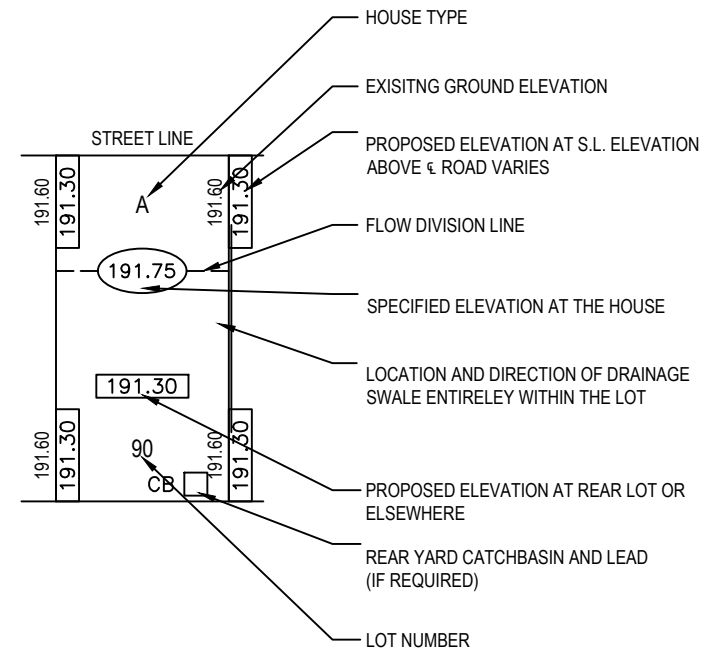 HOUSE TYPE
EXISITNG GROUND ELEVATION
STREET LINE
PROPOSED ELEVATION AT S.L. ELEVATION
ABOVE ℄ ROAD VARIES
191.60
191.30
A
191.60
191.30
FLOW DIVISION LINE
191.75
SPECIFIED ELEVATION AT THE HOUSE
LOCATION AND DIRECTION OF DRAINAGE
SWALE ENTIRELEY WITHIN THE LOT
191.30
191.60
191.30
90
191.60
191.30
CB
PROPOSED ELEVATION AT REAR LOT OR
ELSEWHERE
REAR YARD CATCHBASIN AND LEAD
(IF REQUIRED)
LOT NUMBER